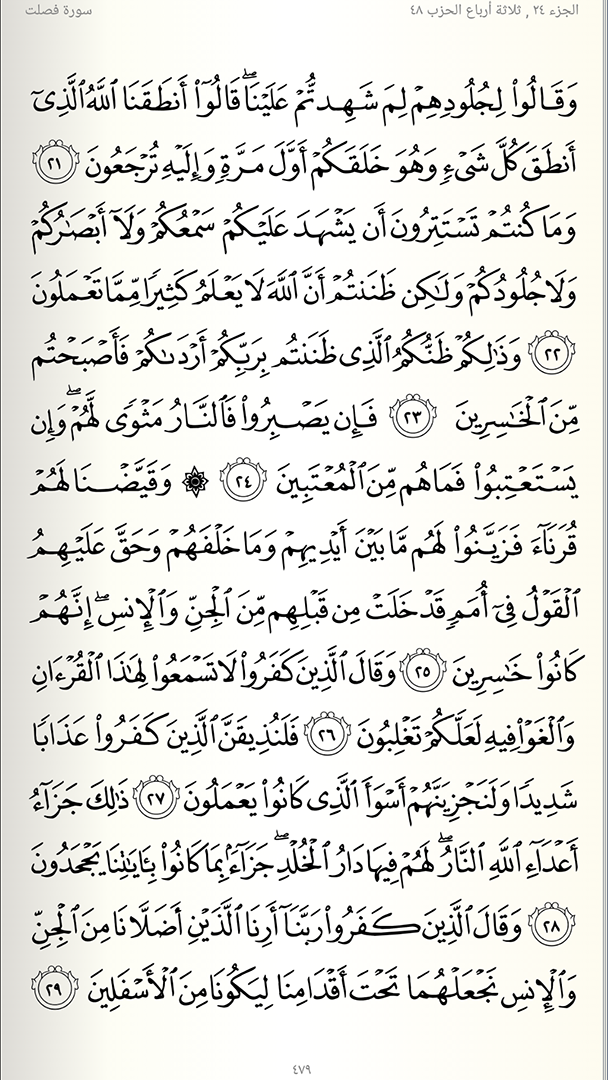 الجزء ٢٤ , ثلاثة أرباع الحزب ٤٨
سورة فصلت
وَقَالُوا۟ لِجُلُودِهِمْ لِمَ شَهِدتُّمْ عَلَيْنَا ۖ قَالُوٓا۟ أَنطَقَنَا ٱللَّهُ ٱلَّذِىٓ
أَنطَقَ كُلَّ شَىْءٍ وَهُوَ خَلَقَكُمْ أَوَّلَ مَرَّةٍ وَإِلَيْهِ تُرْجَعُونَ ٢١
وَمَا كُنتُمْ تَسْتَتِرُونَ أَن يَشْهَدَ عَلَيْكُمْ سَمْعُكُمْ وَلَآ أَبْصَٰرُكُمْ
وَلَا جُلُودُكُمْ وَلَٰكِن ظَنَنتُمْ أَنَّ ٱللَّهَ لَا يَعْلَمُ كَثِيرًا مِّمَّا تَعْمَلُونَ
٢٢ وَذَٰلِكُمْ ظَنُّكُمُ ٱلَّذِى ظَنَنتُم بِرَبِّكُمْ أَرْدَىٰكُمْ فَأَصْبَحْتُم
مِّنَ ٱلْخَٰسِرِينَ ٢٣ فَإِن يَصْبِرُوا۟ فَٱلنَّارُ مَثْوًى لَّهُمْ ۖ وَإِن
يَسْتَعْتِبُوا۟ فَمَا هُم مِّنَ ٱلْمُعْتَبِينَ ٢٤ ۞ وَقَيَّضْنَا لَهُمْ
قُرَنَآءَ فَزَيَّنُوا۟ لَهُم مَّا بَيْنَ أَيْدِيهِمْ وَمَا خَلْفَهُمْ وَحَقَّ عَلَيْهِمُ
ٱلْقَوْلُ فِىٓ أُمَمٍ قَدْ خَلَتْ مِن قَبْلِهِم مِّنَ ٱلْجِنِّ وَٱلْإِنسِ ۖ إِنَّهُمْ
كَانُوا۟ خَٰسِرِينَ ٢٥ وَقَالَ ٱلَّذِينَ كَفَرُوا۟ لَا تَسْمَعُوا۟ لِهَٰذَا ٱلْقُرْءَانِ
وَٱلْغَوْا۟ فِيهِ لَعَلَّكُمْ تَغْلِبُونَ ٢٦ فَلَنُذِيقَنَّ ٱلَّذِينَ كَفَرُوا۟ عَذَابًا
شَدِيدًا وَلَنَجْزِيَنَّهُمْ أَسْوَأَ ٱلَّذِى كَانُوا۟ يَعْمَلُونَ ٢٧ ذَٰلِكَ جَزَآءُ
أَعْدَآءِ ٱللَّهِ ٱلنَّارُ ۖ لَهُمْ فِيهَا دَارُ ٱلْخُلْدِ ۖ جَزَآءًۢ بِمَا كَانُوا۟ بِـَٔايَٰتِنَا يَجْحَدُونَ
٢٨ وَقَالَ ٱلَّذِينَ كَفَرُوا۟ رَبَّنَآ أَرِنَا ٱلَّذَيْنِ أَضَلَّانَا مِنَ ٱلْجِنِّ
وَٱلْإِنسِ نَجْعَلْهُمَا تَحْتَ أَقْدَامِنَا لِيَكُونَا مِنَ ٱلْأَسْفَلِينَ ٢٩
٤٧٩